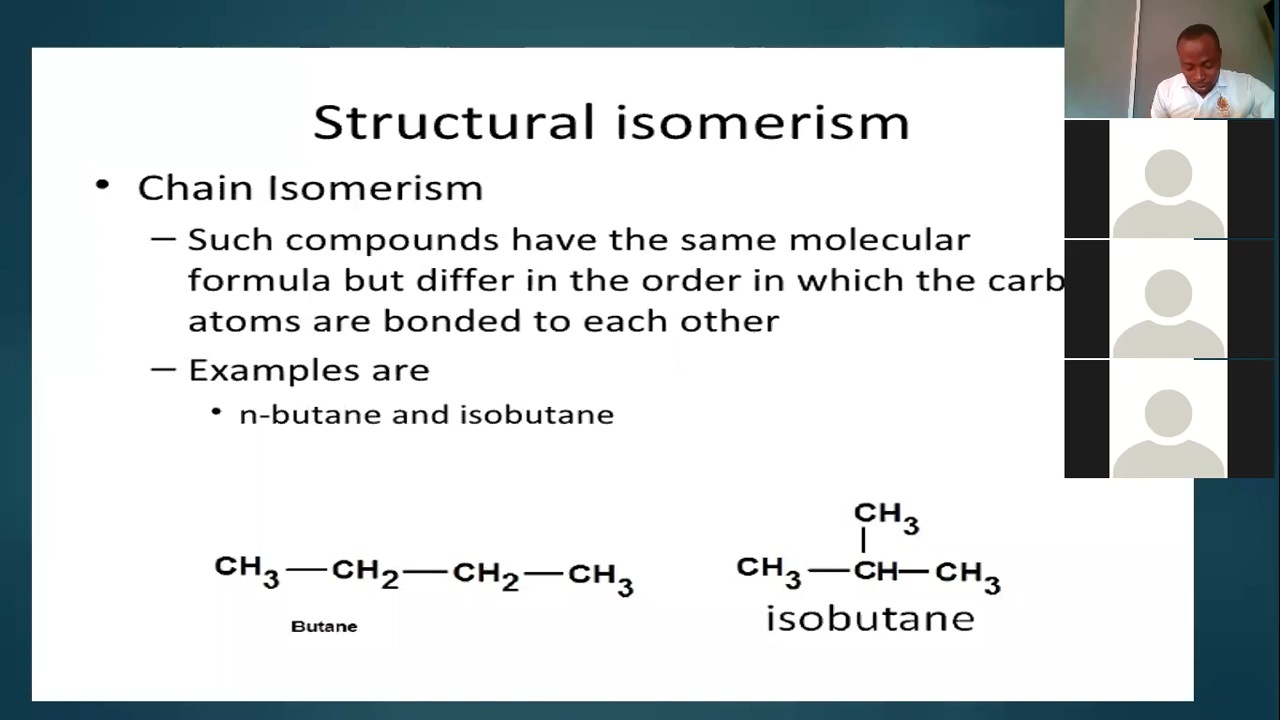 Structural isomerism
• Chain Isomerism
– Such compounds have the same molecular
formula but differ in the order in which the carb
atoms are bonded to each other
– Examples are
• n-butane and isobutane
CH3—CH2—CH2—CH3
Butane
CH3
|
CH3—CH—CH3
isobutane